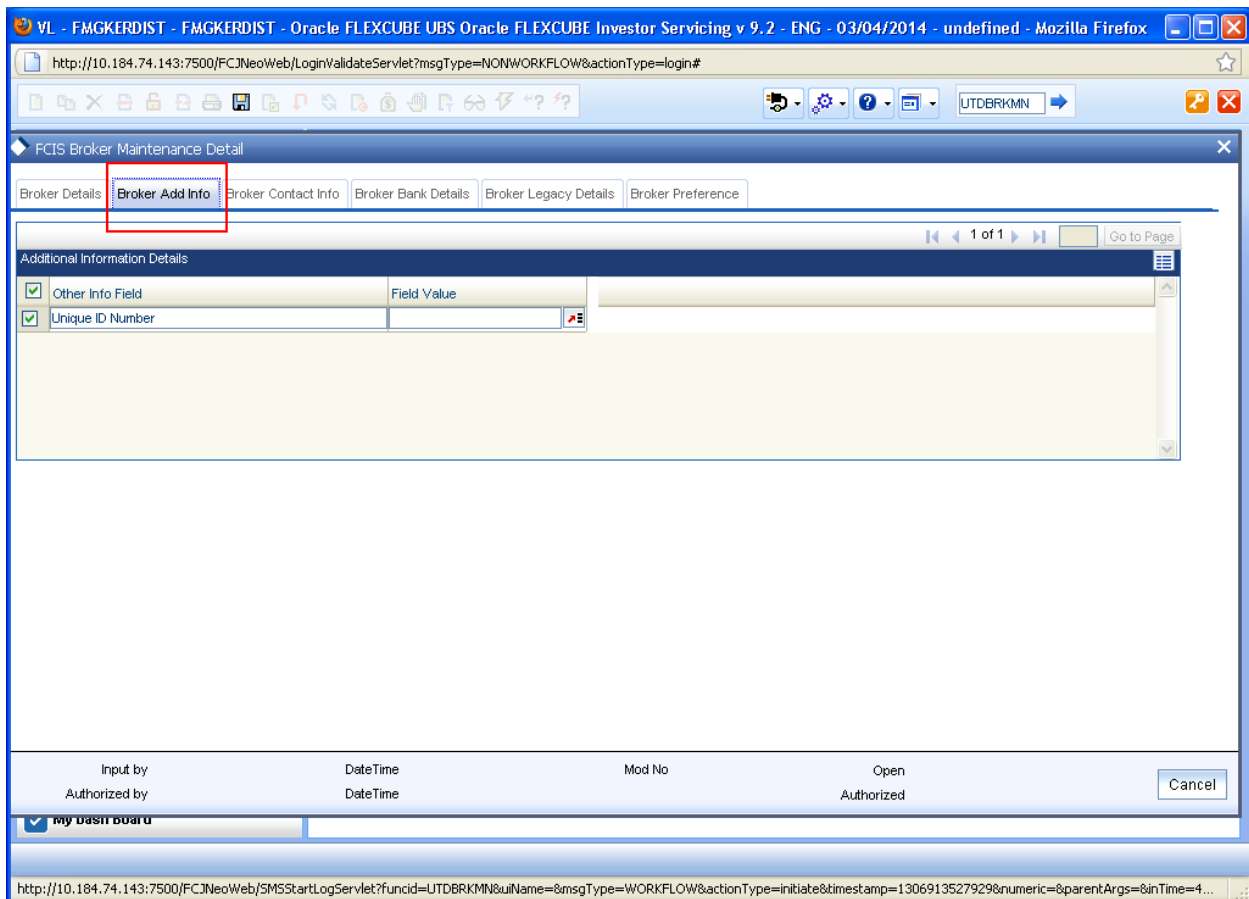 VL - FMGKERDIST - FMGKERDIST - Oracle FLEXCUBE UBS Oracle FLEXCUBE Investor Servicing v 9.2 - ENG - 03/04/2014 - undefined - Mozilla Firefox
http://10.184.74.143:7500/FCJNeoWeb/LoginValidateServlet?msgType=NONWORKFLOW&actionType=login#
UTDBRKMN
FCIS Broker Maintenance Detail
Broker Details Broker Add Info Broker Contact Info Broker Bank Details Broker Legacy Details Broker Preference
1 of 1 Go to Page
Additional Information Details
Other Info Field Field Value
Unique ID Number
Input by DateTime Mod No Open
Authorized by DateTime Authorized
Cancel
My Dash Board
http://10.184.74.143:7500/FCJNeoWeb/SMSStartLogServlet?funcid=UTDBRKMN&uiName=&msgType=WORKFLOW&actionType=initiate&timestamp=1306913527929&numeric=&parentArgs=&inTime=4...